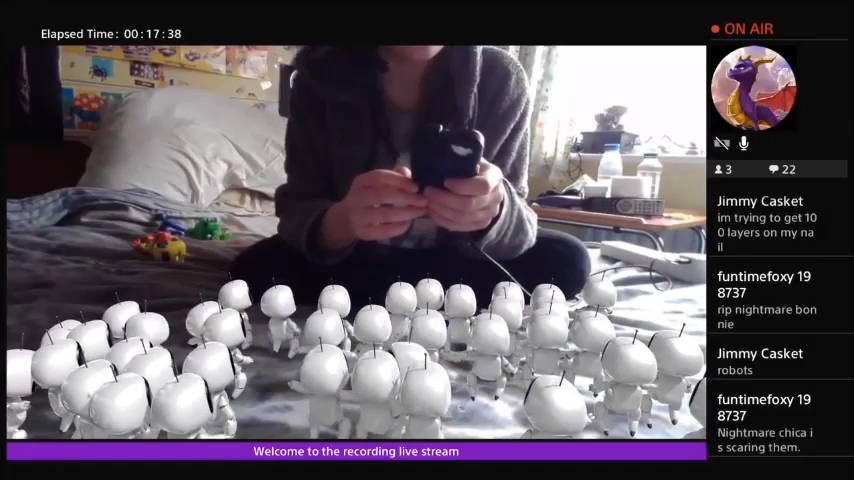 Elapsed Time: 00:17:38
ON AIR
3 22
Jimmy Casket
im trying to get 10
0 layers on my na
il
funtimefoxy 19
8737
rip nightmare bon
nie
Jimmy Casket
robots
funtimefoxy 19
8737
Nightmare chica i
s scaring them.
Welcome to the recording live stream